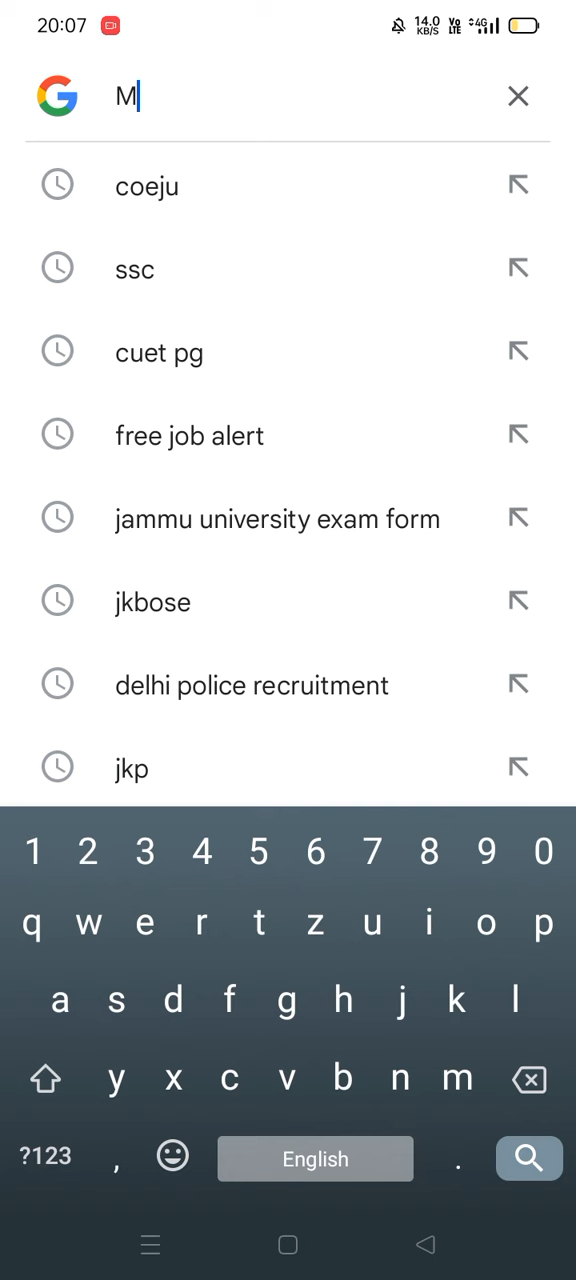 20:07 14.0 KB/S Vo LTE 4G
M
coeju
ssc
cuet pg
free job alert
jammu university exam form
jkbose
delhi police recruitment
jkp
1 2 3 4 5 6 7 8 9 0
q w e r t z u i o p
a s d f g h j k l
y x c v b n m
?123 , English .